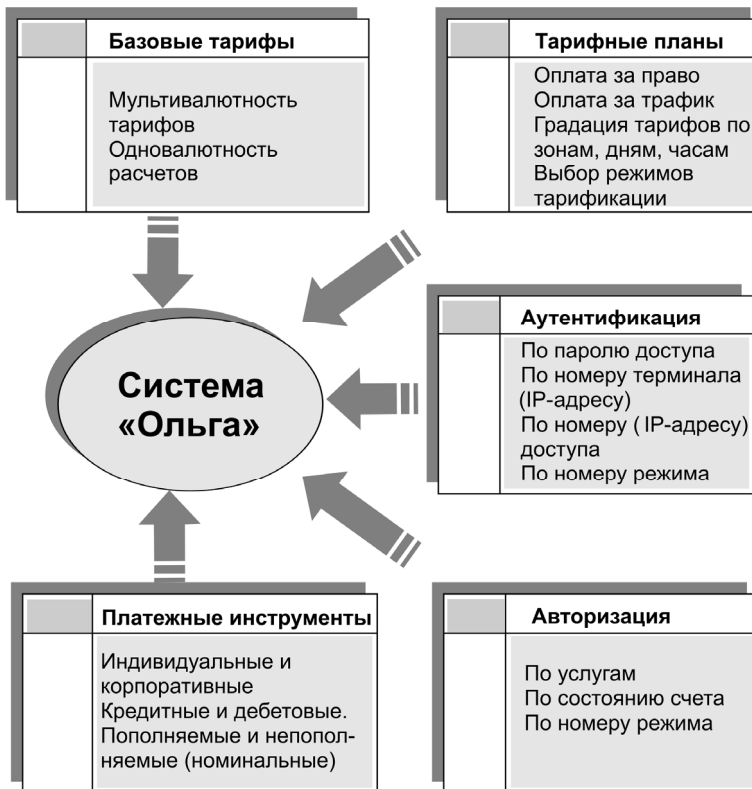 Базовые тарифы
Мультивалютность
тарифов
Одновалютность
расчетов
Тарифные планы
Оплата за право
Оплата за трафик
Градация тарифов по
зонам, дням, часам
Выбор режимов
тарификации
Система
«Ольга»
Аутентификация
По паролю доступа
По номеру терминала
(IP-адресу)
По номеру ( IP-адресу)
доступа
По номеру режима
Платежные инструменты
Индивидуальные и
корпоративные
Кредитные и дебетовые.
Пополняемые и непопол-
няемые (номинальные)
Авторизация
По услугам
По состоянию счета
По номеру режима